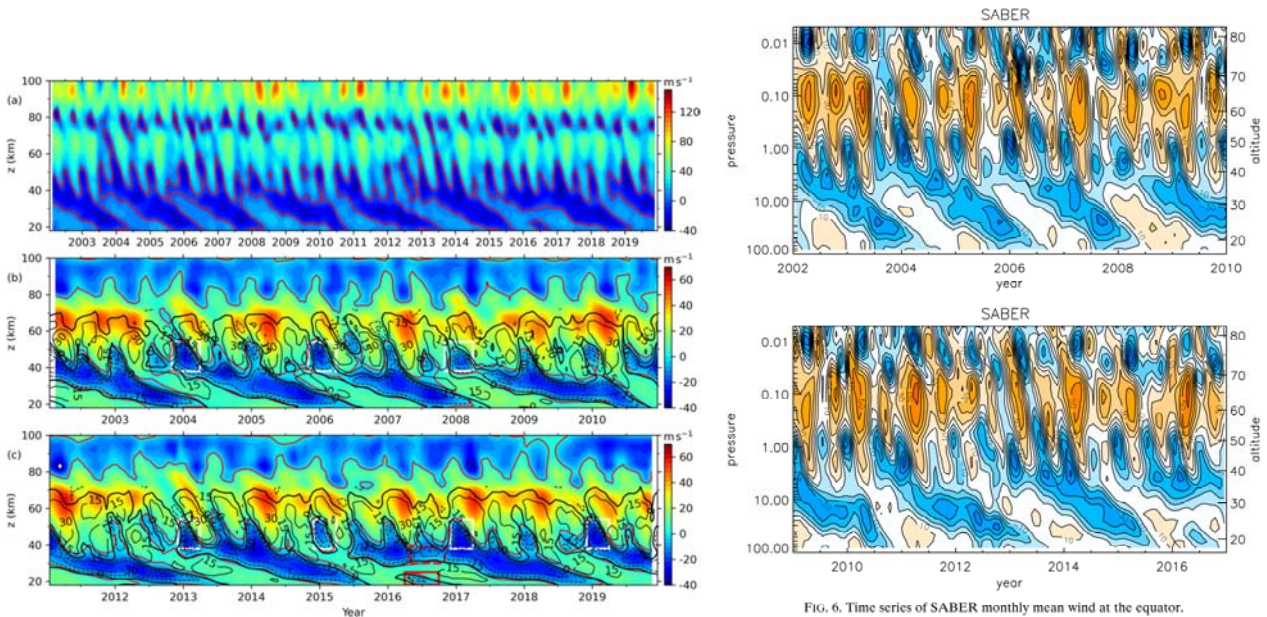 (a)
z (km)
100
80
60
40
20
m s⁻¹
120
80
40
0
−40
2003 2004 2005 2006 2007 2008 2009 2010 2011 2012 2013 2014 2015 2016 2017 2018 2019
(b)
z (km)
100
80
60
40
20
m s⁻¹
60
40
20
0
−20
−40
2003 2004 2005 2006 2007 2008 2009 2010
(c)
z (km)
100
80
60
40
20
m s⁻¹
60
40
20
0
−20
−40
2012 2013 2014 2015 2016 2017 2018 2019
Year
SABER
pressure
0.01
0.10
1.00
10.00
100.00
altitude
80
70
60
50
40
30
20
2002 2004 2006 2008 2010
year
SABER
pressure
0.01
0.10
1.00
10.00
100.00
altitude
80
70
60
50
40
30
20
2010 2012 2014 2016
year
FIG. 6. Time series of SABER monthly mean wind at the equator.